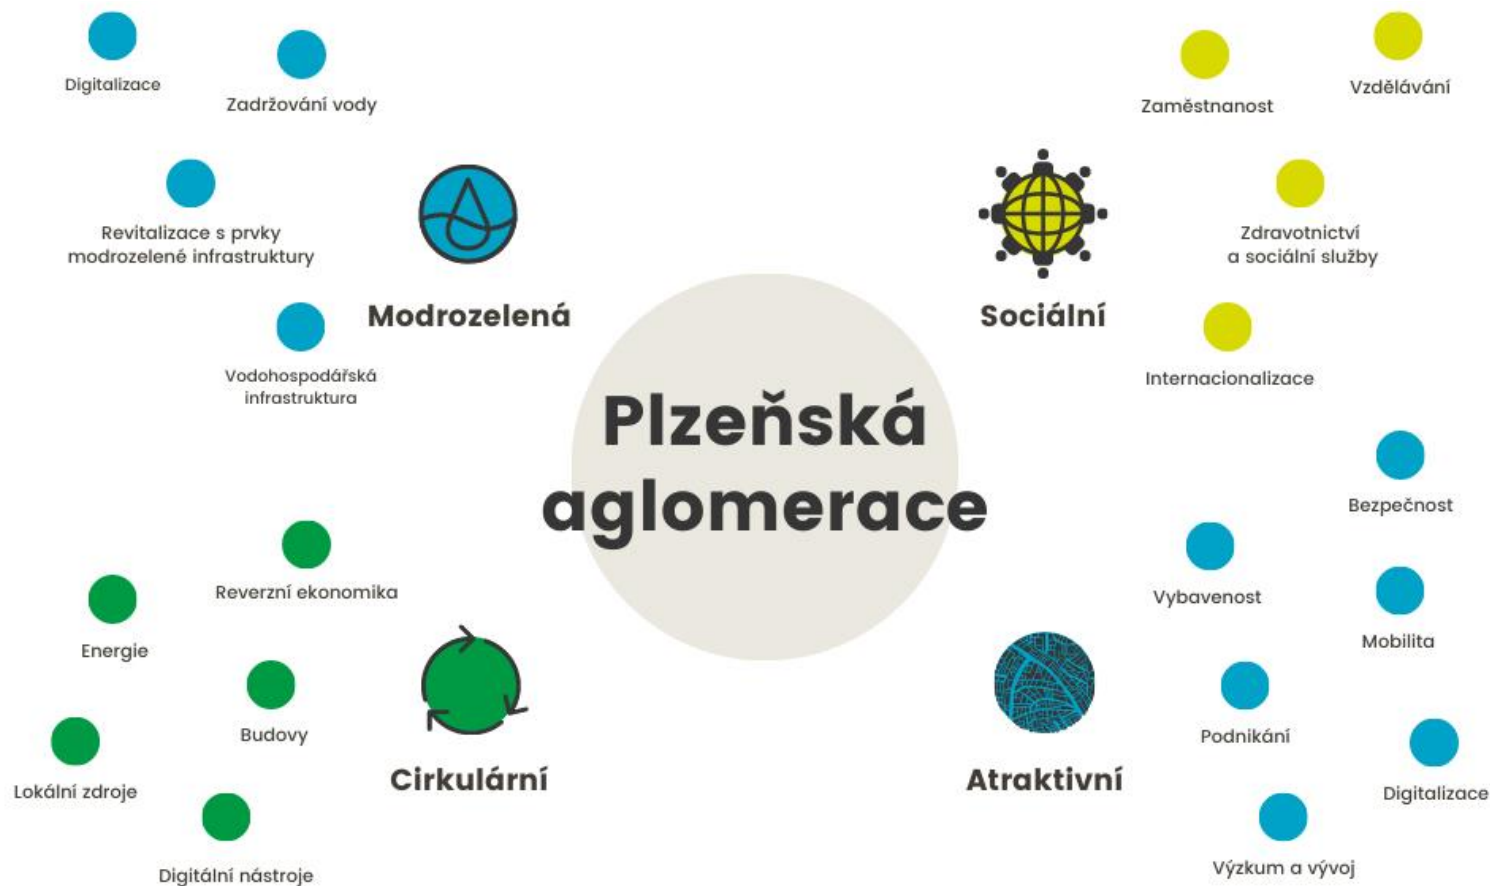 Digitalizace
Zadržování vody
Revitalizace s prvky
modrozelené infrastruktury
Modrozelená
Vodohospodářská
infrastruktura
Zaměstnanost
Vzdělávání
Zdravotnictví
a sociální služby
Sociální
Internacionalizace
Plzeňská
aglomerace
Reverzní ekonomika
Energie
Budovy
Cirkulární
Lokální zdroje
Digitální nástroje
Bezpečnost
Vybavenost
Mobilita
Podnikání
Atraktivní
Digitalizace
Výzkum a vývoj